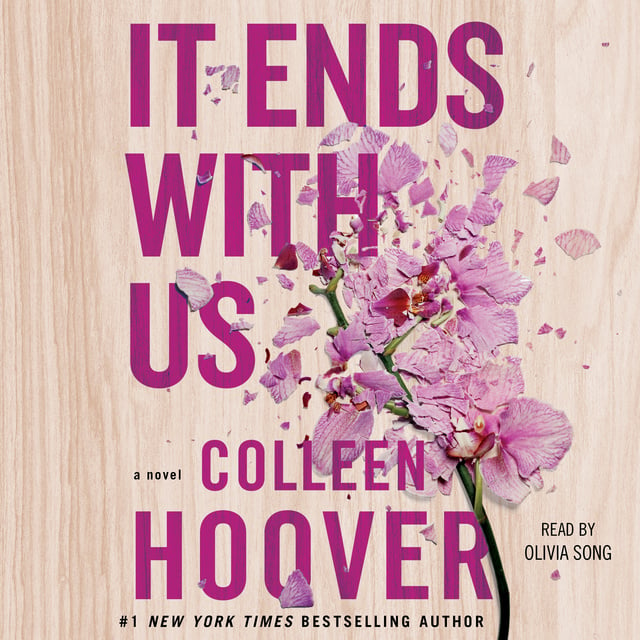 IT ENDS
WITH
US
a novel
COLLEEN
HOOVER
READ BY
OLIVIA SONG
#1 NEW YORK TIMES BESTSELLING AUTHOR